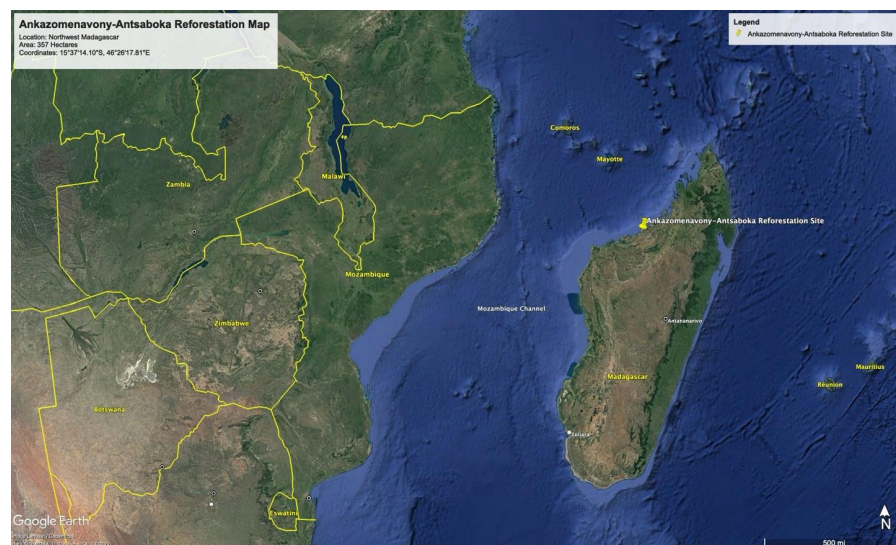 Ankazomenavony-Antsaboka Reforestation Map
Location: Northwest Madagascar
Area: 357 Hectares
Coordinates: 15°37'14.10"S, 46°26'17.81"E
Legend
Ankazomenavony-Antsaboka Reforestation Site
Comoros
Mayotte
Malawi
Zambia
Ankazomenavony-Antsaboka Reforestation Site
Mozambique
Mozambique Channel
Antananarivo
Zimbabwe
Mauritius
Madagascar
Réunion
Botswana
Toliara
Eswatini
Google Earth
N
500 mi